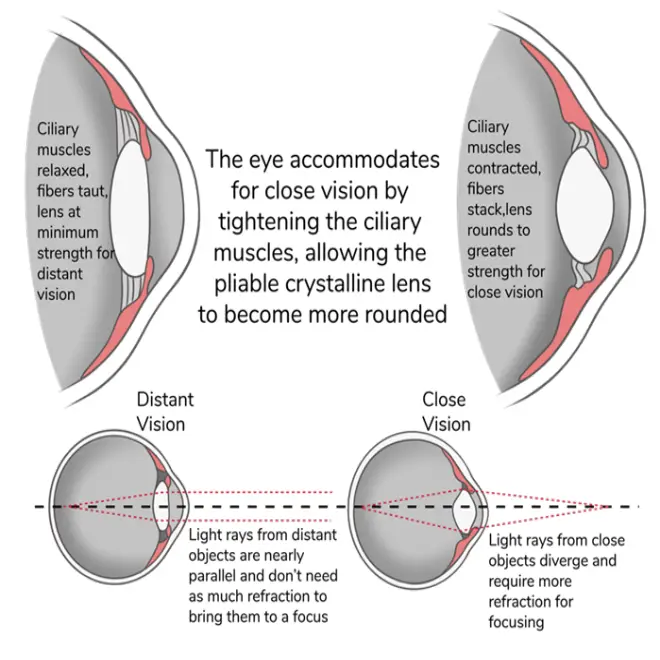 Ciliary
muscles
relaxed,
fibers taut,
lens at
minimum
strength for
distant
vision
The eye accommodates
for close vision by
tightening the ciliary
muscles, allowing the
pliable crystalline lens
to become more rounded
Ciliary
muscles
contracted,
fibers
stack,lens
rounds to
greater
strength for
close vision
Distant
Vision
Light rays from distant
objects are nearly
parallel and don't need
as much refraction to
bring them to a focus
Close
Vision
Light rays from close
objects diverge and
require more
refraction for
focusing